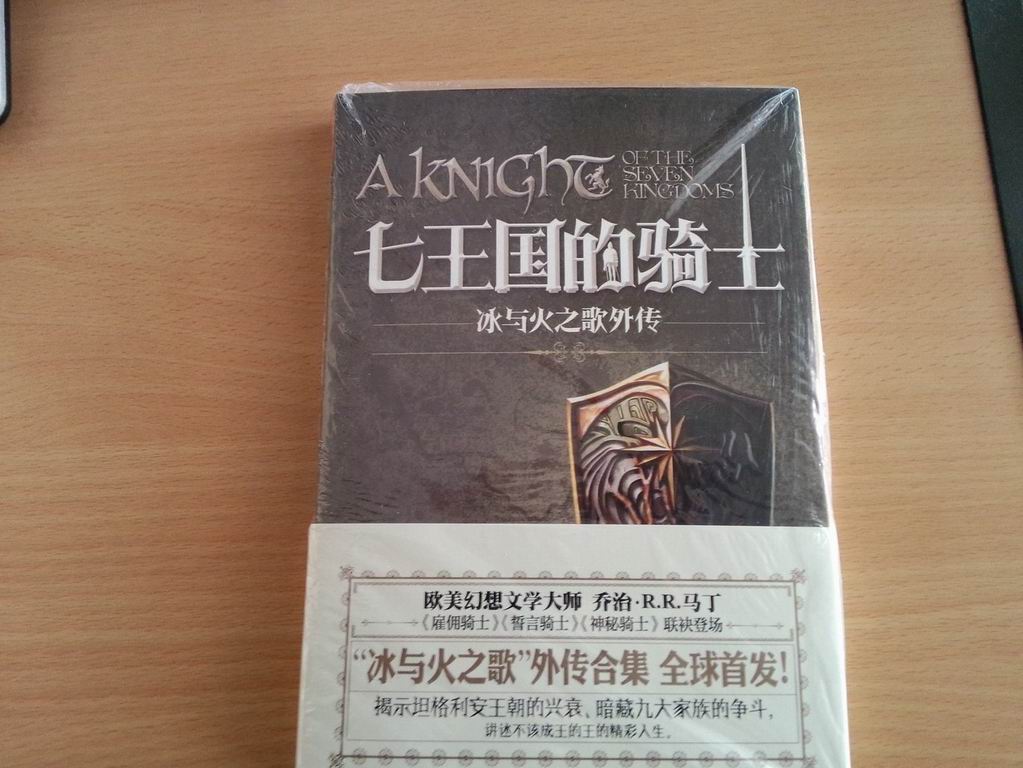 A KNIGHT
OF THE
SEVEN
KINGDOMS
七王国的骑士
冰与火之歌外传
欧美幻想文学大师 乔治·R.R.马丁
《雇佣骑士》《誓言骑士》《神秘骑士》联袂登场
“冰与火之歌”外传合集 全球首发!
揭示坦格利安王朝的兴衰、暗藏九大家族的争斗,
讲述不该成王的王的精彩人生。